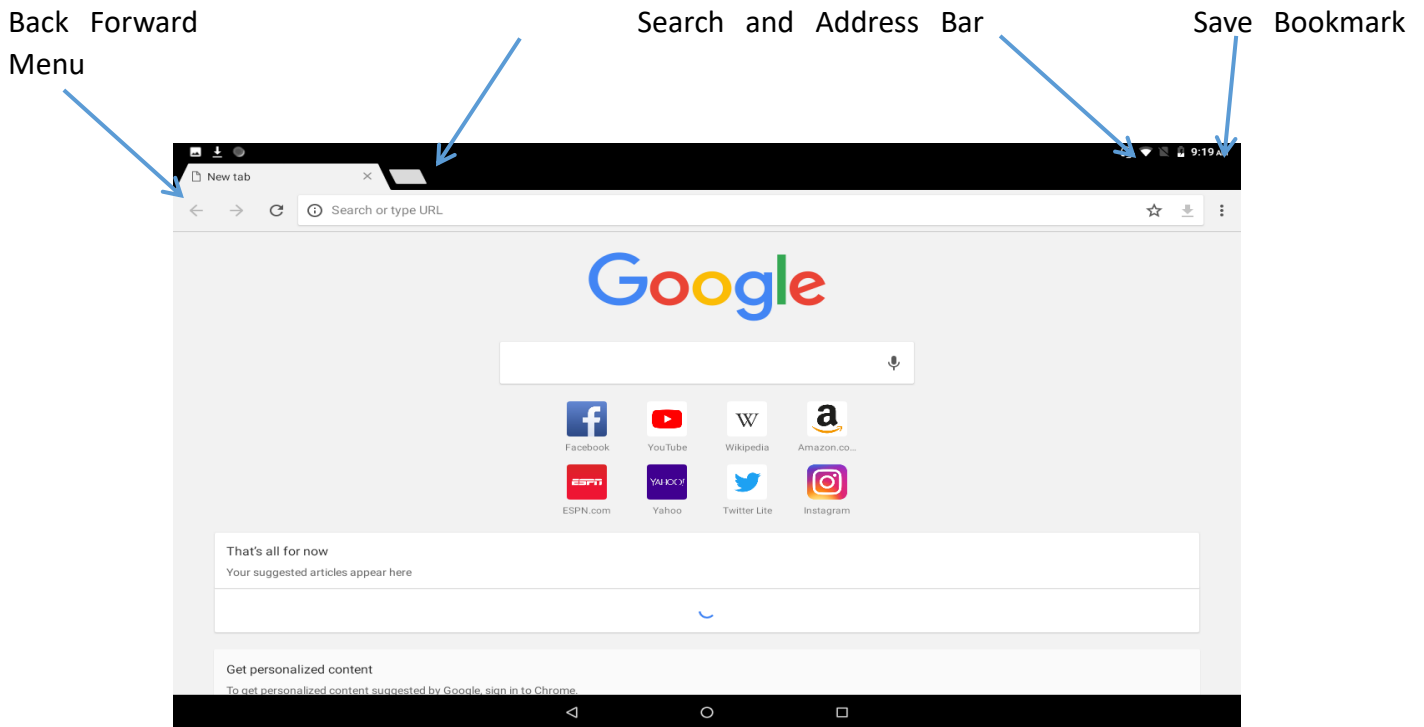 Back Forward Search and Address Bar Save Bookmark
Menu
9:19
New tab
Search or type URL
Google
Facebook YouTube Wikipedia Amazon.co...
ESPN YAHOO!
ESPN.com Yahoo Twitter Lite Instagram
That's all for now
Your suggested articles appear here
Get personalized content
To get personalized content suggested by Google, sign in to Chrome.